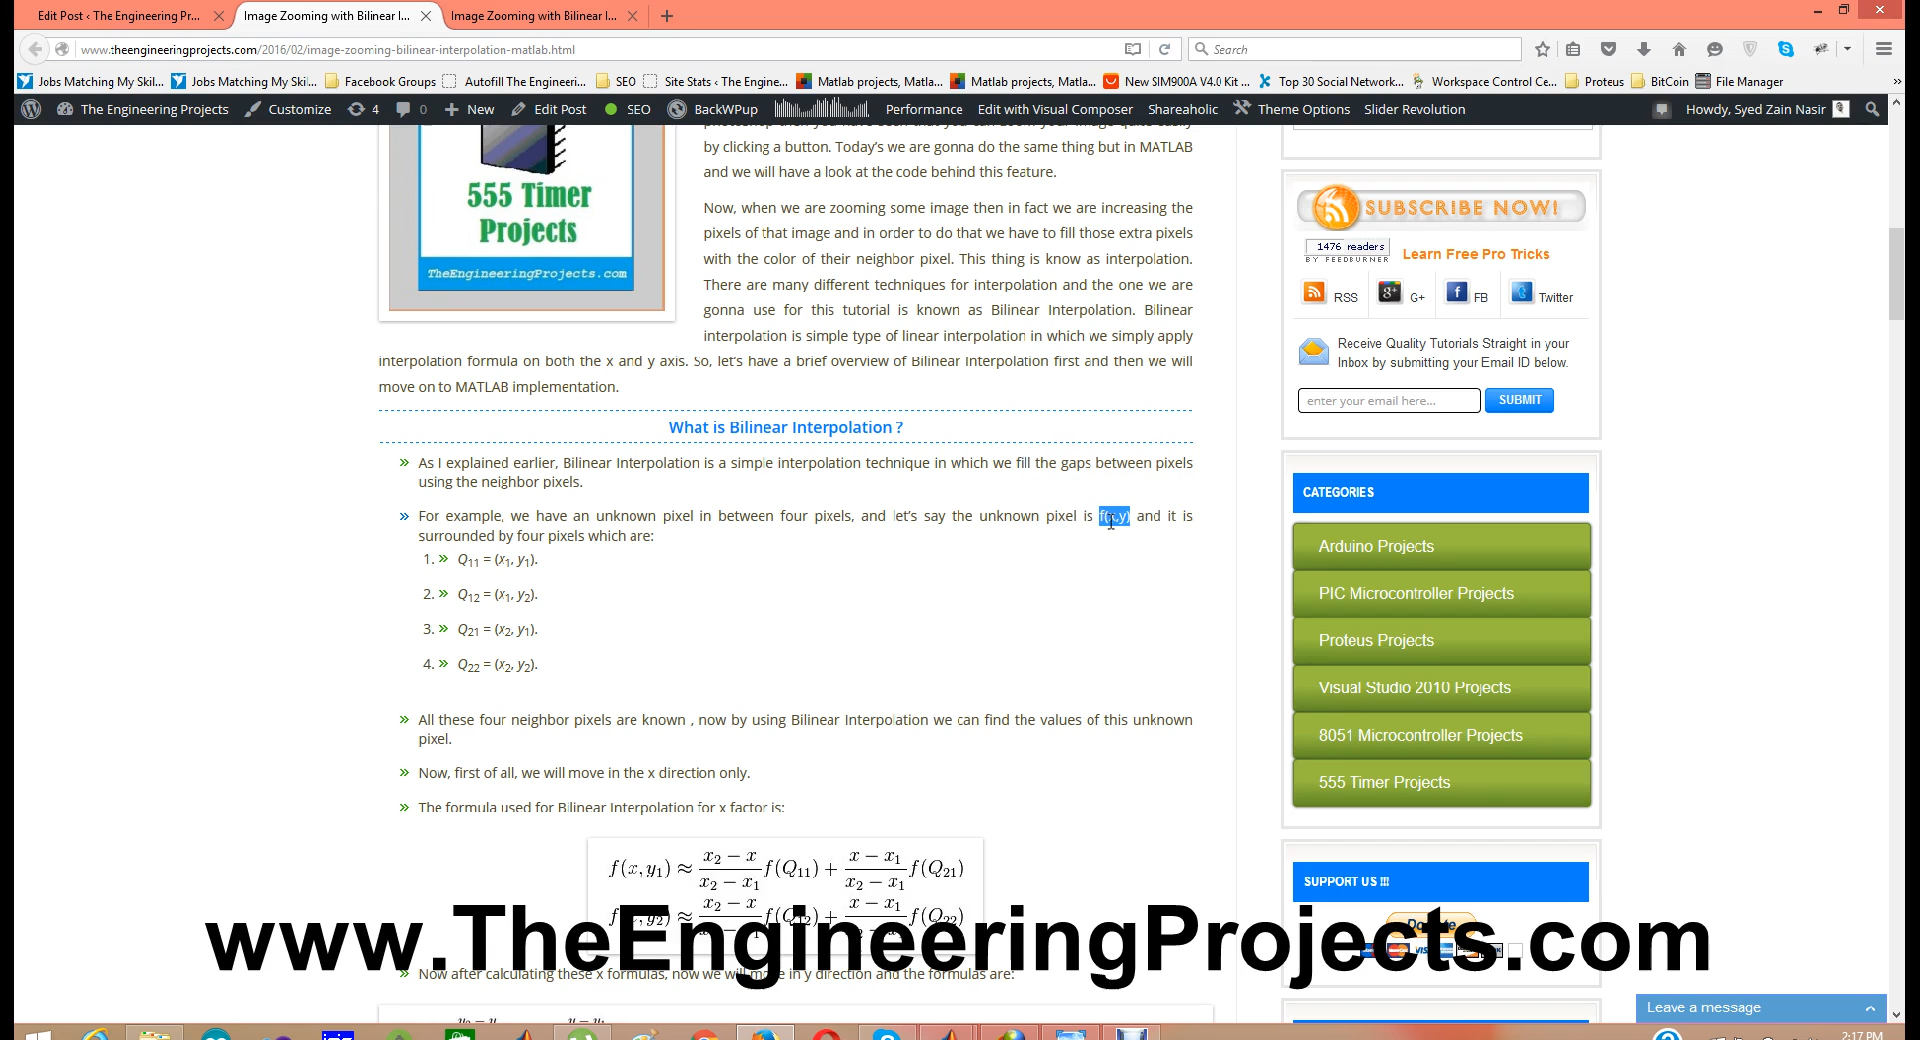 Edit Post ‹ The Engineering Pr...
Image Zooming with Bilinear I...
Image Zooming with Bilinear I...
www.theengineeringprojects.com/2016/02/image-zooming-bilinear-interpolation-matlab.html
Search
Jobs Matching My Skil...
Jobs Matching My Skil...
Facebook Groups
Autofill The Engineeri...
SEO
Site Stats ‹ The Engine...
Matlab projects, Matla...
Matlab projects, Matla...
New SIM900A V4.0 Kit ...
Top 30 Social Network...
Workspace Control Ce...
Proteus
BitCoin
File Manager
The Engineering Projects
Customize
4
0
New
Edit Post
SEO
BackWPup
Performance
Edit with Visual Composer
Shareaholic
Theme Options
Slider Revolution
Howdy, Syed Zain Nasir
555 Timer
Projects
TheEngineeringProjects.com
by clicking a button. Today's we are gonna do the same thing but in MATLAB
and we will have a look at the code behind this feature.
Now, when we are zooming some image then in fact we are increasing the
pixels of that image and in order to do that we have to fill those extra pixels
with the color of their neighbor pixel. This thing is know as interpolation.
There are many different techniques for interpolation and the one we are
gonna use for this tutorial is known as Bilinear Interpolation. Bilinear
interpolation is simple type of linear interpolation in which we simply apply
interpolation formula on both the x and y axis. So, let's have a brief overview of Bilinear Interpolation first and then we will
move on to MATLAB implementation.
What is Bilinear Interpolation ?
» As I explained earlier, Bilinear Interpolation is a simple interpolation technique in which we fill the gaps between pixels
using the neighbor pixels.
» For example, we have an unknown pixel in between four pixels, and let's say the unknown pixel is f(x,y) and it is
surrounded by four pixels which are:
1. » Q11 = (x1, y1).
2. » Q12 = (x1, y2).
3. » Q21 = (x2, y1).
4. » Q22 = (x2, y2).
» All these four neighbor pixels are known , now by using Bilinear Interpolation we can find the values of this unknown
pixel.
» Now, first of all, we will move in the x direction only.
» The formula used for Bilinear Interpolation for x factor is:
f(x, y1) ≈ (x2 − x)/(x2 − x1) f(Q11) + (x − x1)/(x2 − x1) f(Q21)
» Now after calculating these x formulas, now we will move in y direction and the formulas are:
SUBSCRIBE NOW!
1476 readers
BY FEEDBURNER
Learn Free Pro Tricks
RSS
G+
FB
Twitter
Receive Quality Tutorials Straight in your
Inbox by submitting your Email ID below.
enter your email here...
SUBMIT
CATEGORIES
Arduino Projects
PIC Microcontroller Projects
Proteus Projects
Visual Studio 2010 Projects
8051 Microcontroller Projects
555 Timer Projects
SUPPORT US !!!
www.TheEngineeringProjects.com
Leave a message
2:17 PM